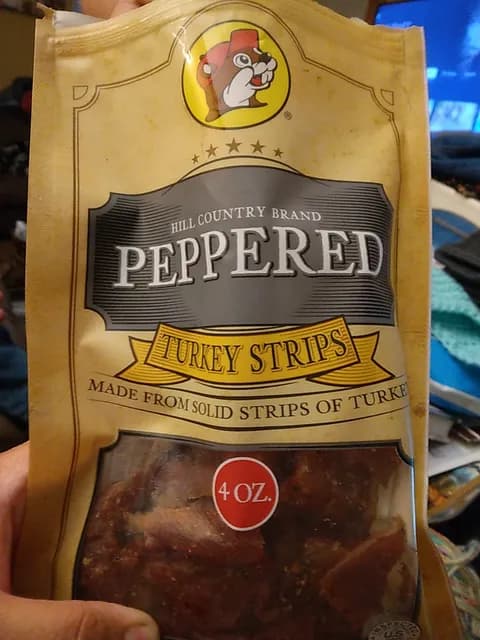 ®
HILL COUNTRY BRAND
PEPPERED
TURKEY STRIPS
MADE FROM SOLID STRIPS OF TURKE
4 OZ.